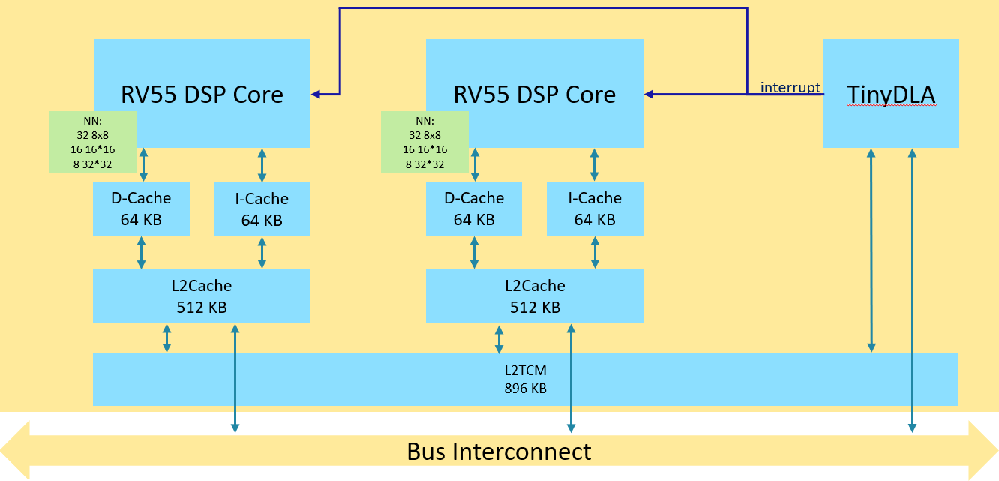 RV55 DSP Core
RV55 DSP Core
interrupt
TinyDLA
NN:
32 8x8
16 16*16
8 32*32
NN:
32 8x8
16 16*16
8 32*32
D-Cache
64 KB
I-Cache
64 KB
D-Cache
64 KB
I-Cache
64 KB
L2Cache
512 KB
L2Cache
512 KB
L2TCM
896 KB
Bus Interconnect